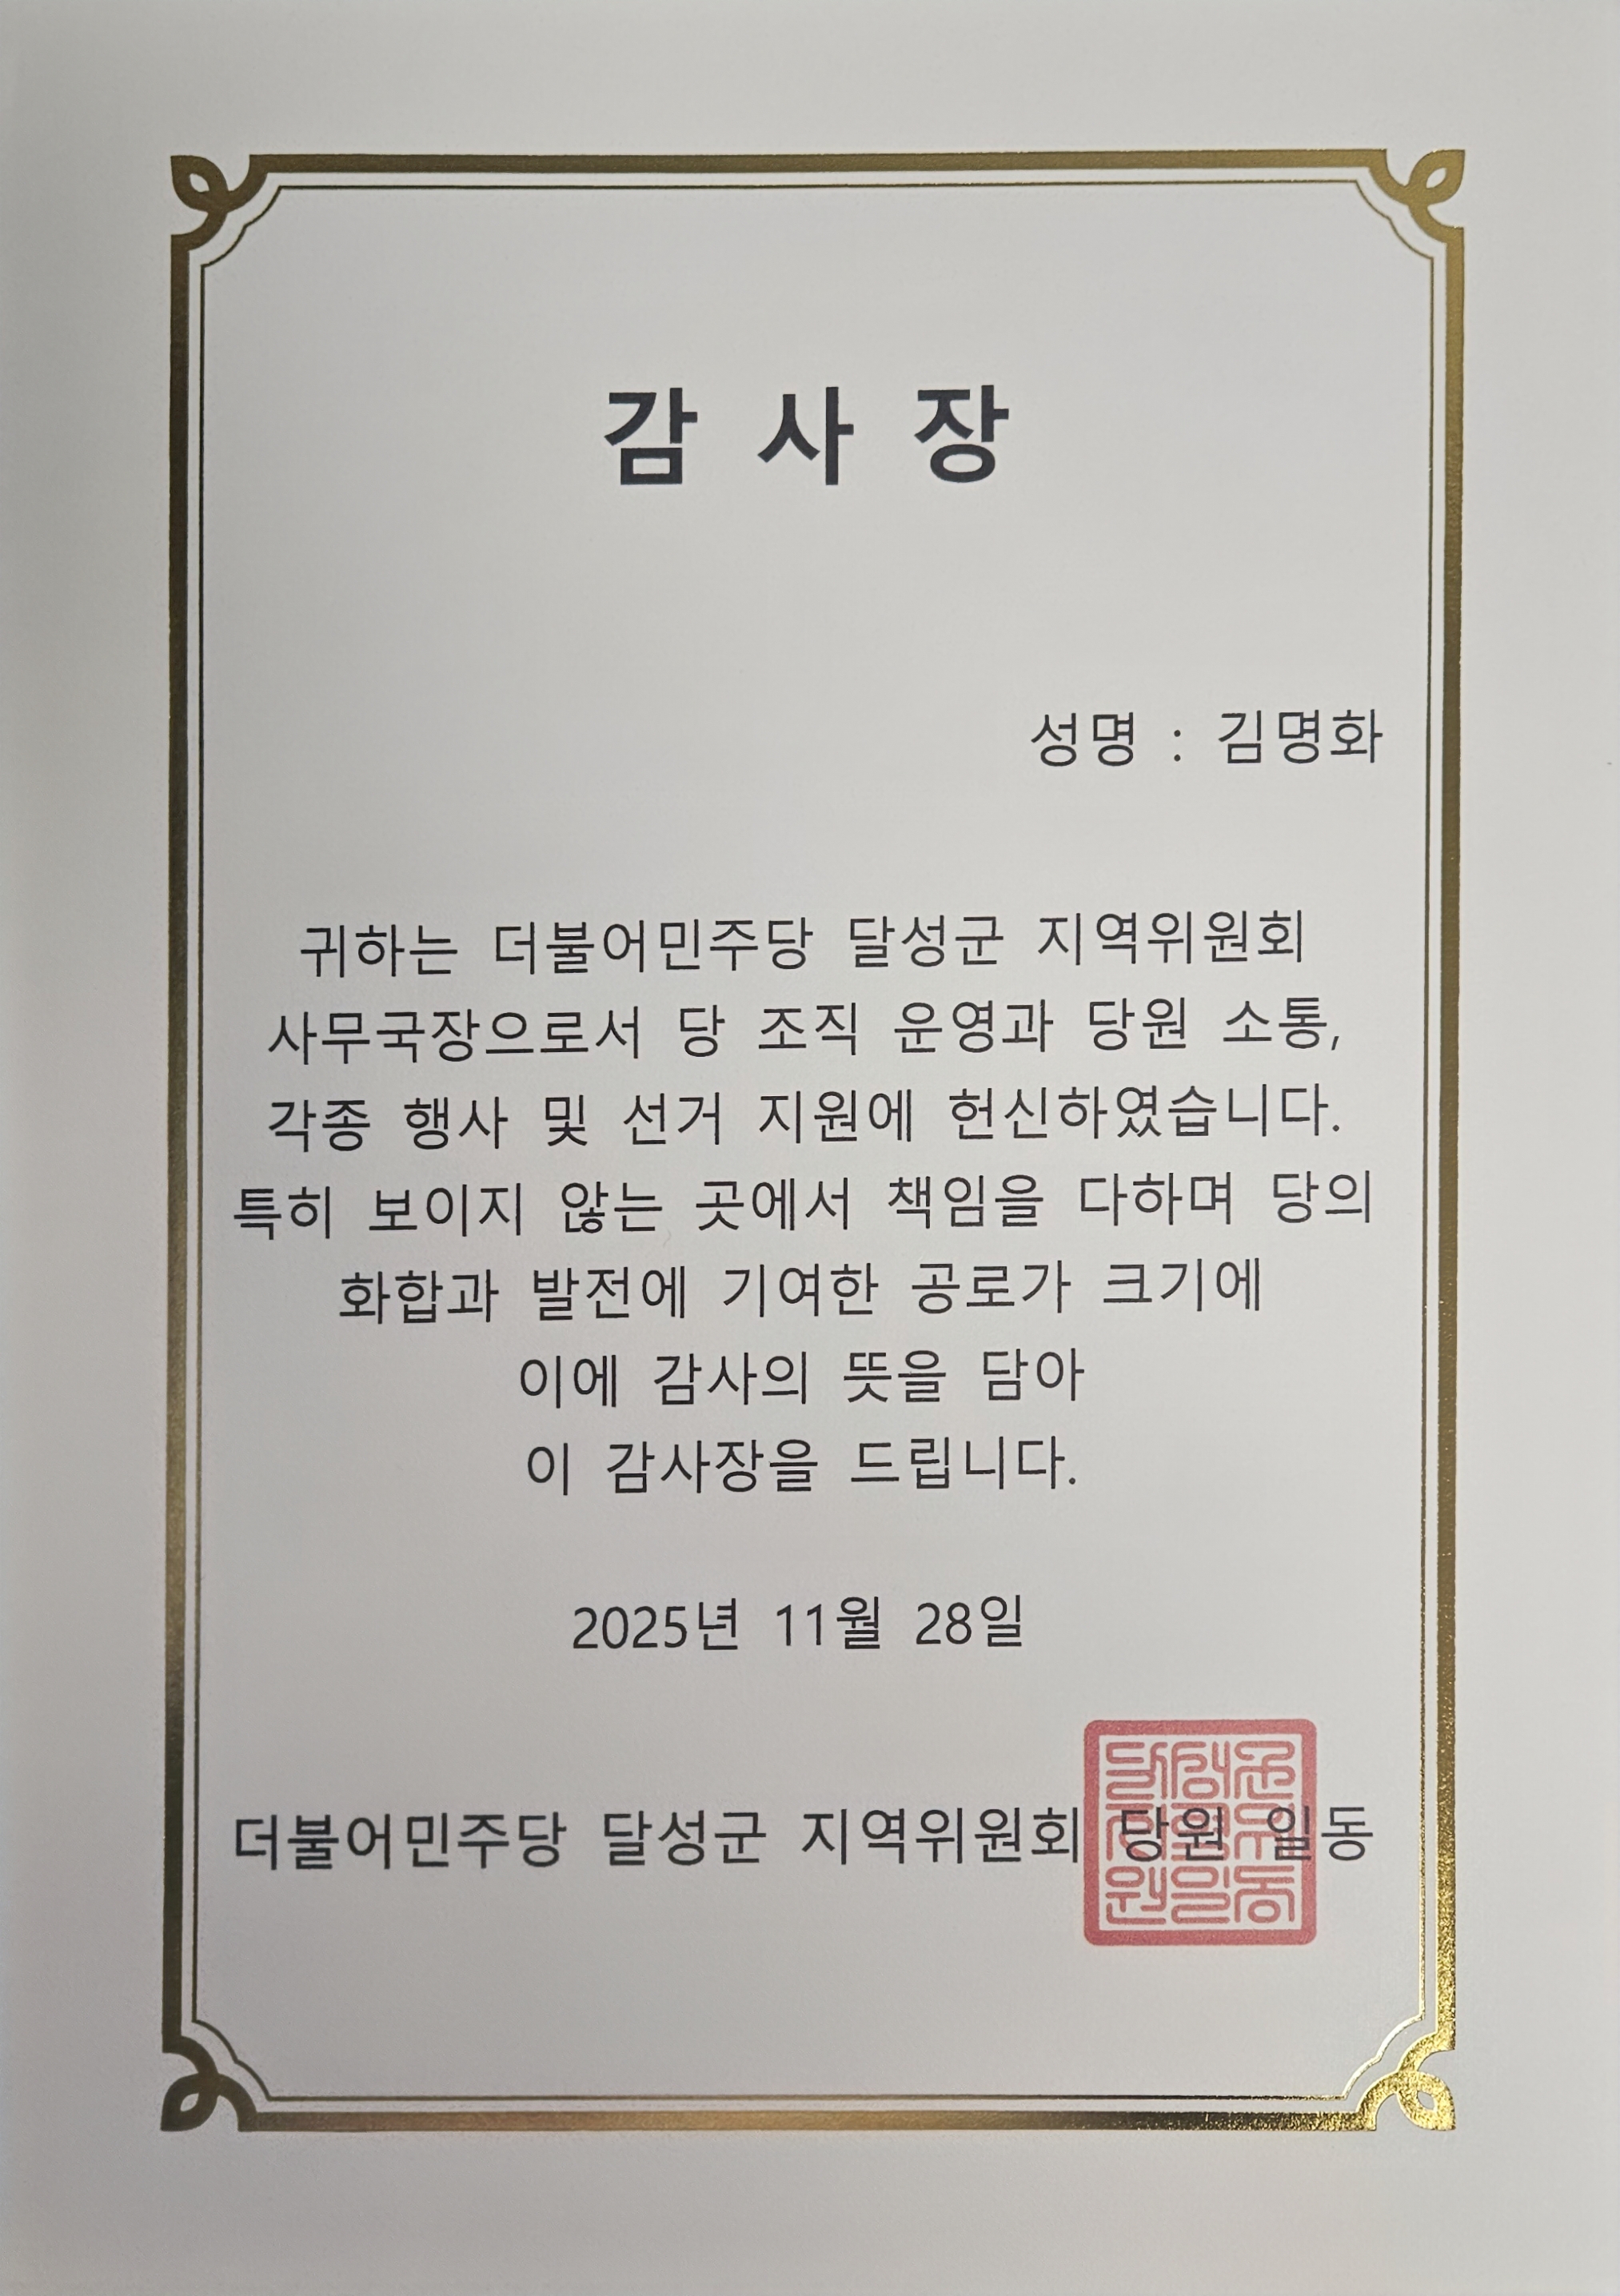 감 사 장
성명 : 김명화
귀하는 더불어민주당 달성군 지역위원회
사무국장으로서 당 조직 운영과 당원 소통,
각종 행사 및 선거 지원에 헌신하였습니다.
특히 보이지 않는 곳에서 책임을 다하며 당의
화합과 발전에 기여한 공로가 크기에
이에 감사의 뜻을 담아
이 감사장을 드립니다.
2025년 11월 28일
더불어민주당 달성군 지역위원회 당원 일동